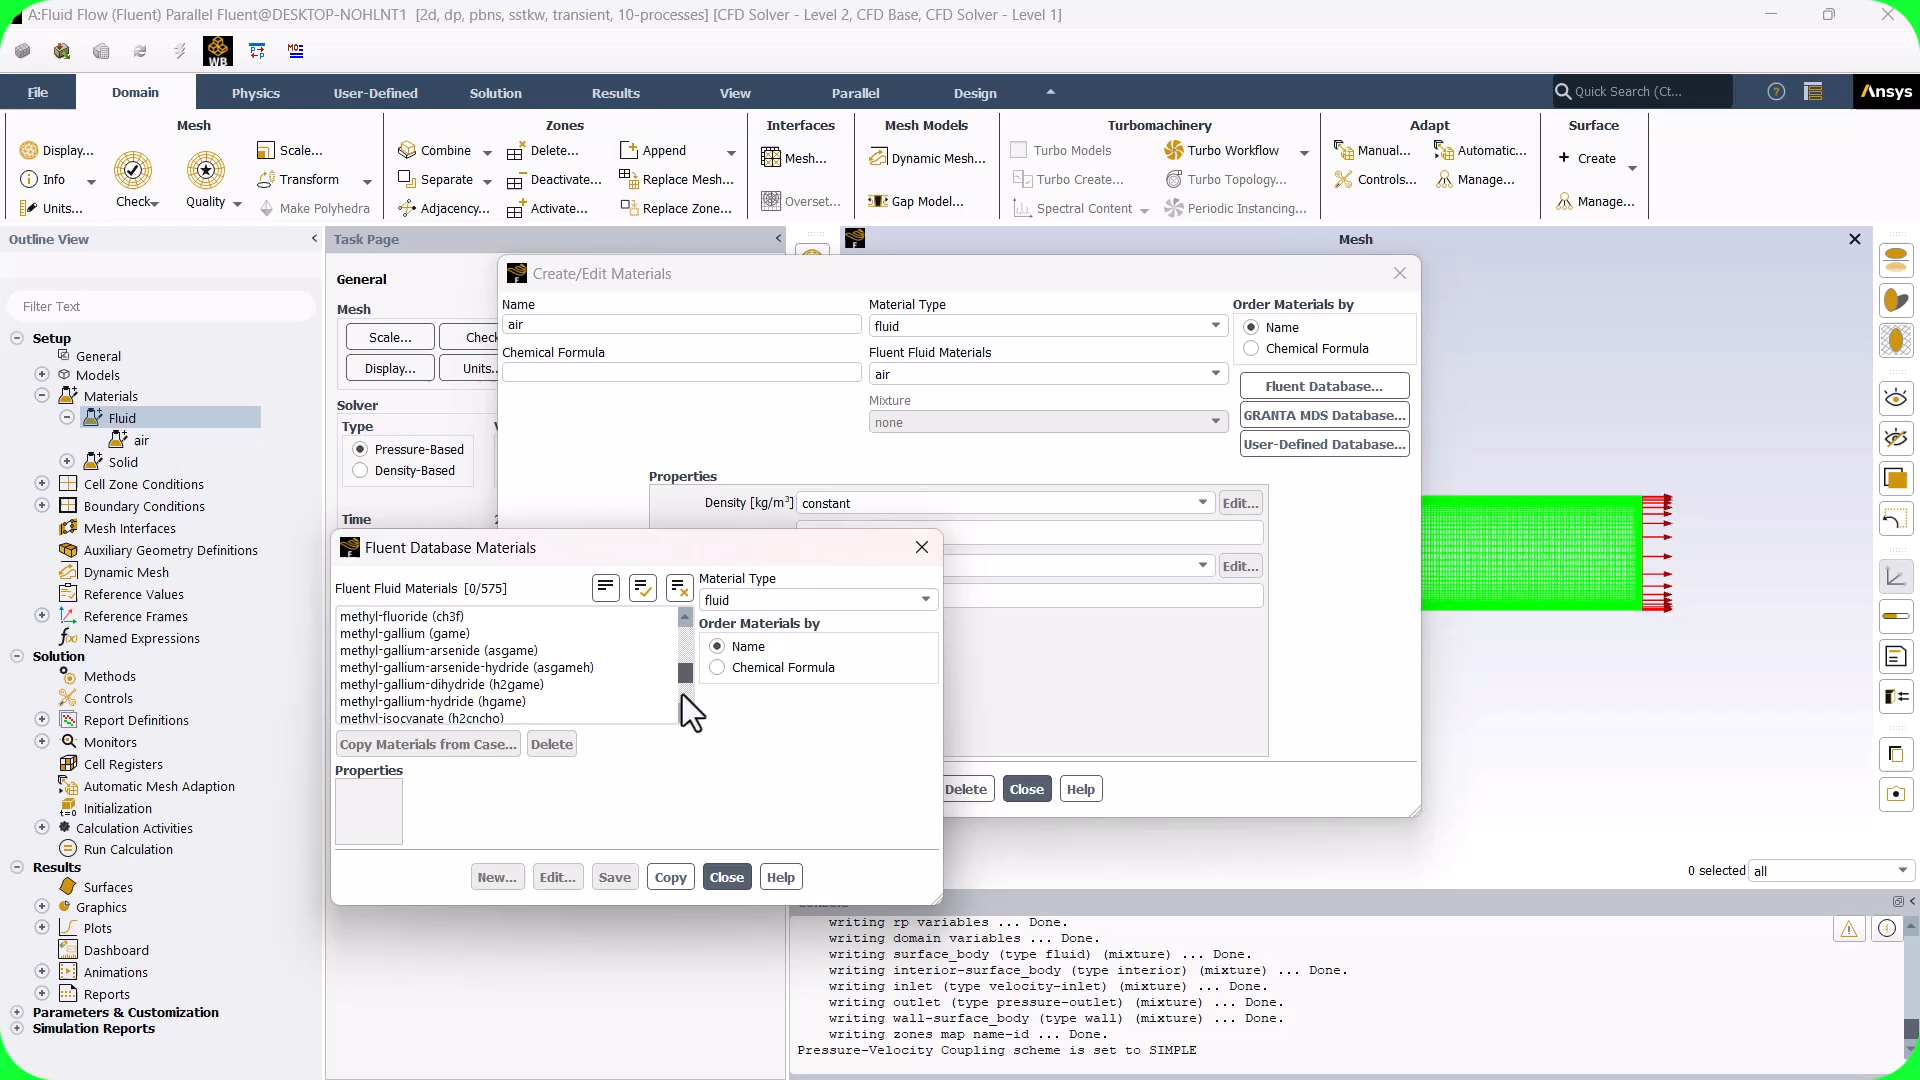 A:Fluid Flow (Fluent) Parallel Fluent@DESKTOP-NOHLNT1 [2d, dp, pbns, sstkw, transient, 10-processes] [CFD Solver - Level 2, CFD Base, CFD Solver - Level 1]
WB
File
Domain
Physics
User-Defined
Solution
Results
View
Parallel
Design
Quick Search (Ct...
Ansys
Mesh
Display...
Info
Units...
Check
Quality
Scale...
Transform
Make Polyhedra
Zones
Combine
Separate
Adjacency...
Delete...
Deactivate...
Activate...
Append
Replace Mesh...
Replace Zone...
Interfaces
Mesh...
Overset...
Mesh Models
Dynamic Mesh...
Gap Model...
Turbomachinery
Turbo Models
Turbo Create...
Spectral Content
Turbo Workflow
Turbo Topology...
Periodic Instancing...
Adapt
Manual...
Controls...
Automatic...
Manage...
Surface
Create
Manage...
Outline View
Filter Text
Setup
General
Models
Materials
Fluid
air
Solid
Cell Zone Conditions
Boundary Conditions
Mesh Interfaces
Auxiliary Geometry Definitions
Dynamic Mesh
Reference Values
Reference Frames
Named Expressions
Solution
Methods
Controls
Report Definitions
Monitors
Cell Registers
Automatic Mesh Adaption
Initialization
Calculation Activities
Run Calculation
Results
Surfaces
Graphics
Plots
Dashboard
Animations
Reports
Parameters & Customization
Simulation Reports
Task Page
General
Mesh
Scale...
Check
Display...
Units...
Solver
Type
Pressure-Based
Density-Based
Time
Mesh
Create/Edit Materials
Name
air
Chemical Formula
Material Type
fluid
Fluent Fluid Materials
air
Mixture
none
Order Materials by
Name
Chemical Formula
Fluent Database...
GRANTA MDS Database...
User-Defined Database...
Properties
Density [kg/m³]
constant
Edit...
Edit...
Delete
Close
Help
Fluent Database Materials
Fluent Fluid Materials [0/575]
methyl-fluoride (ch3f)
methyl-gallium (game)
methyl-gallium-arsenide (asgame)
methyl-gallium-arsenide-hydride (asgameh)
methyl-gallium-dihydride (h2game)
methyl-gallium-hydride (hgame)
methyl-isocyanate (h2cncho)
Material Type
fluid
Order Materials by
Name
Chemical Formula
Copy Materials from Case...
Delete
Properties
New...
Edit...
Save
Copy
Close
Help
0 selected
all
writing rp variables ... Done.
writing domain variables ... Done.
writing surface_body (type fluid) (mixture) ... Done.
writing interior-surface_body (type interior) (mixture) ... Done.
writing inlet (type velocity-inlet) (mixture) ... Done.
writing outlet (type pressure-outlet) (mixture) ... Done.
writing wall-surface_body (type wall) (mixture) ... Done.
writing zones map name-id ... Done.
Pressure-Velocity Coupling scheme is set to SIMPLE